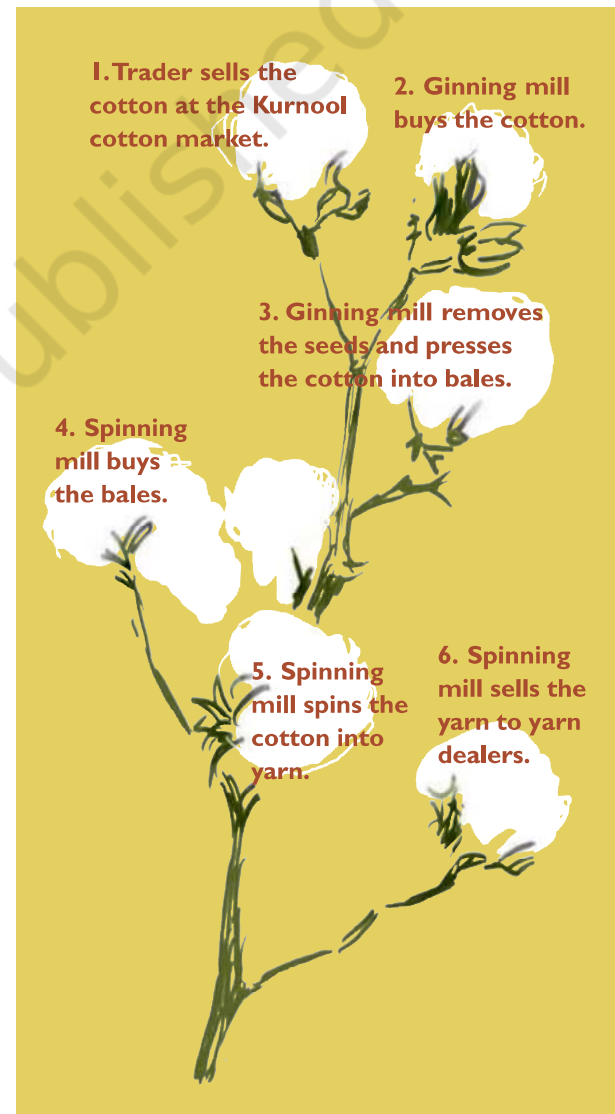 1. Trader sells the
cotton at the Kurnool
cotton market.
2. Ginning mill
buys the cotton.
3. Ginning mill removes
the seeds and presses
the cotton into bales.
4. Spinning
mill buys
the bales.
5. Spinning
mill spins the
cotton into
yarn.
6. Spinning
mill sells the
yarn to yarn
dealers.